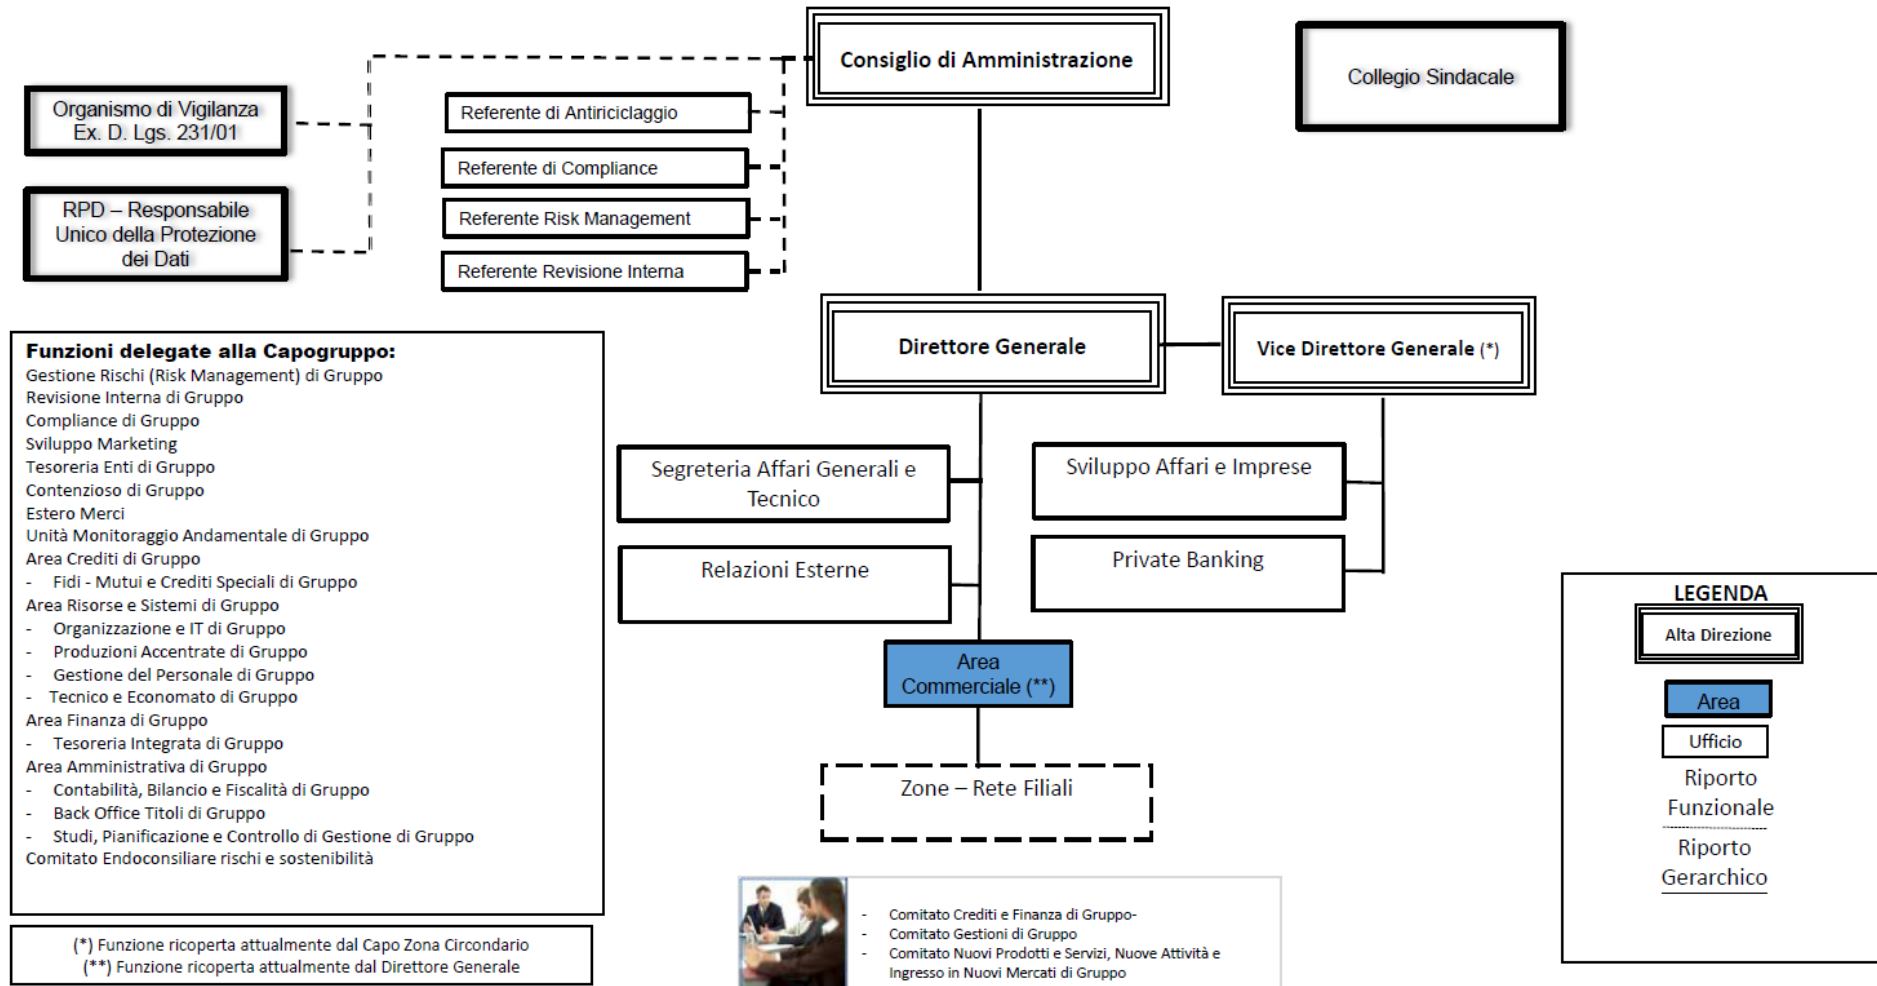 Consiglio di Amministrazione
Collegio Sindacale
Organismo di Vigilanza
Ex. D. Lgs. 231/01
Referente di Antiriciclaggio
Referente di Compliance
RPD – Responsabile
Unico della Protezione
dei Dati
Referente Risk Management
Referente Revisione Interna
Direttore Generale
Vice Direttore Generale (*)
Funzioni delegate alla Capogruppo:
Gestione Rischi (Risk Management) di Gruppo
Revisione Interna di Gruppo
Compliance di Gruppo
Sviluppo Marketing
Tesoreria Enti di Gruppo
Contenzioso di Gruppo
Estero Merci
Unità Monitoraggio Andamentale di Gruppo
Area Crediti di Gruppo
- Fidi - Mutui e Crediti Speciali di Gruppo
Area Risorse e Sistemi di Gruppo
- Organizzazione e IT di Gruppo
- Produzioni Accentrate di Gruppo
- Gestione del Personale di Gruppo
- Tecnico e Economato di Gruppo
Area Finanza di Gruppo
- Tesoreria Integrata di Gruppo
Area Amministrativa di Gruppo
- Contabilità, Bilancio e Fiscalità di Gruppo
- Back Office Titoli di Gruppo
- Studi, Pianificazione e Controllo di Gestione di Gruppo
Comitato Endoconsiliare rischi e sostenibilità
Segreteria Affari Generali e
Tecnico
Sviluppo Affari e Imprese
Relazioni Esterne
Private Banking
Area
Commerciale (**)
Zone – Rete Filiali
LEGENDA
Alta Direzione
Area
Ufficio
Riporto
Funzionale
Riporto
Gerarchico
(*) Funzione ricoperta attualmente dal Capo Zona Circondario
(**) Funzione ricoperta attualmente dal Direttore Generale
- Comitato Crediti e Finanza di Gruppo-
- Comitato Gestioni di Gruppo
- Comitato Nuovi Prodotti e Servizi, Nuove Attività e
Ingresso in Nuovi Mercati di Gruppo